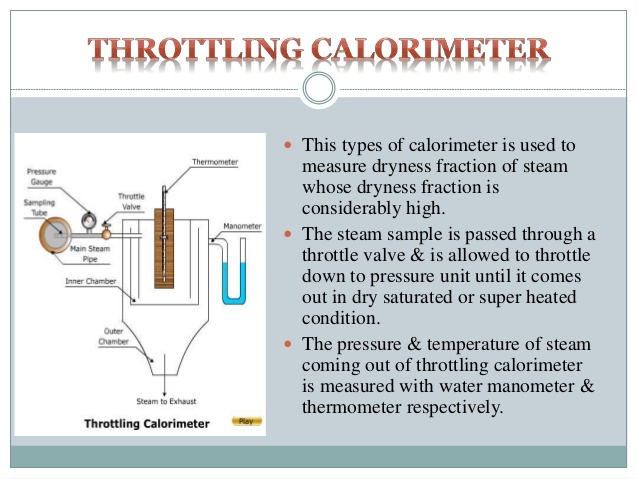 THROTTLING CALORIMETER
Thermometer
Pressure
Gauge
Throttle
Valve
Sampling
Tube
Manometer
Main Steam
Pipe
Inner Chamber
Outer
Chamber
Steam to Exhaust
Throttling Calorimeter
Play
This types of calorimeter is used to
measure dryness fraction of steam
whose dryness fraction is
considerably high.
The steam sample is passed through a
throttle valve & is allowed to throttle
down to pressure unit until it comes
out in dry saturated or super heated
condition.
The pressure & temperature of steam
coming out of throttling calorimeter
is measured with water manometer &
thermometer respectively.